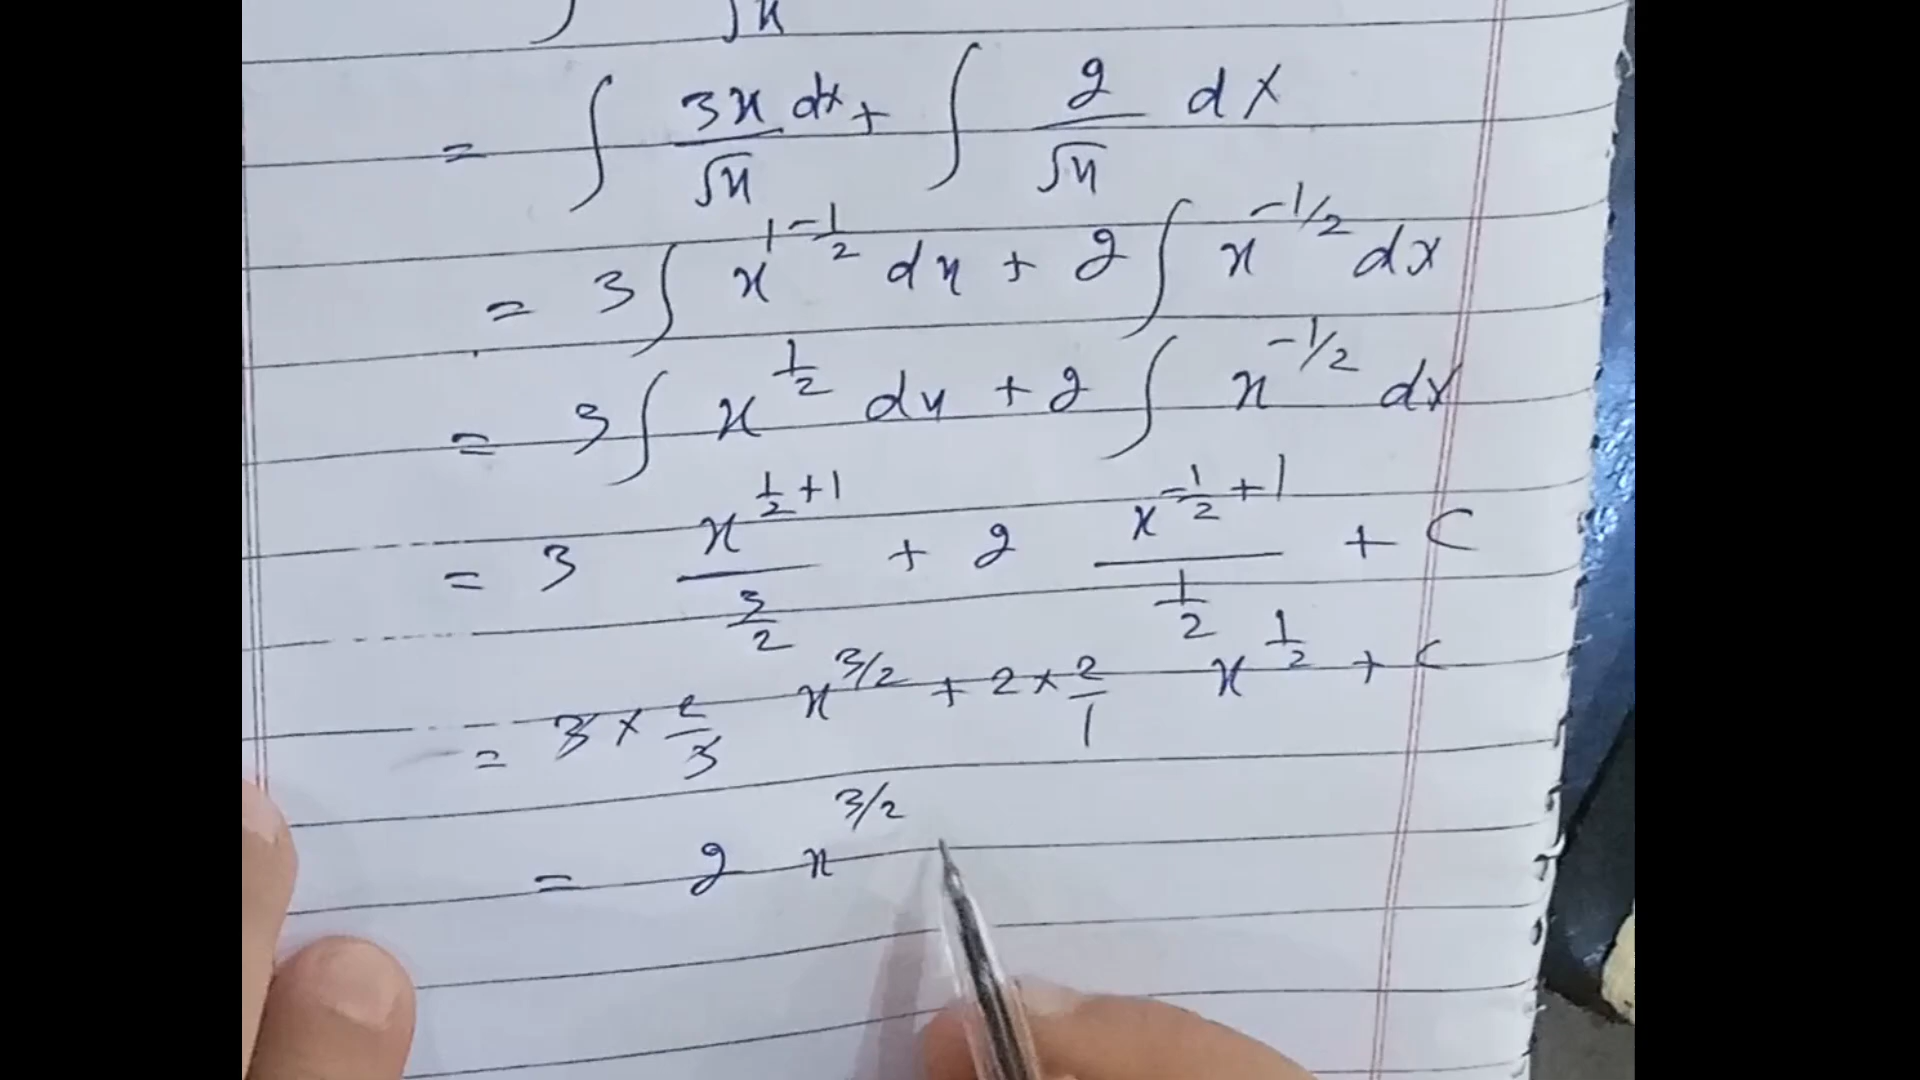 ∫ √x
= ∫ 3x/√x dx + ∫ 2/√x dx
= 3∫ x^(1-1/2) dx + 2∫ x^(-1/2) dx
= 3∫ x^(1/2) dx + 2∫ x^(-1/2) dx
= 3 x^(1/2+1)/(3/2) + 2 x^(-1/2+1)/(1/2) + C
= 3 × 2/3 x^(3/2) + 2 × 2/1 x^(1/2) + C
= 2 x^(3/2)